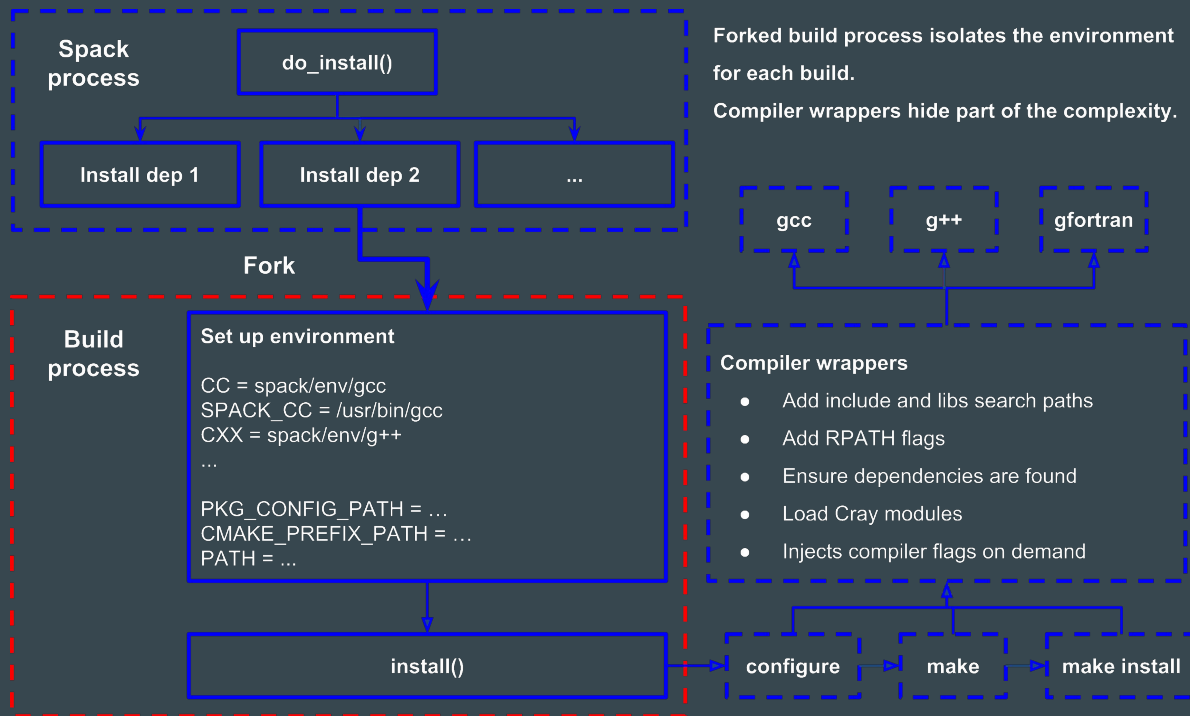 Spack
process
do_install()
Install dep 1
Install dep 2
...
Fork
Build
process
Set up environment
CC = spack/env/gcc
SPACK_CC = /usr/bin/gcc
CXX = spack/env/g++
...
PKG_CONFIG_PATH = …
CMAKE_PREFIX_PATH = …
PATH = ...
install()
Forked build process isolates the environment
for each build.
Compiler wrappers hide part of the complexity.
gcc
g++
gfortran
Compiler wrappers
● Add include and libs search paths
● Add RPATH flags
● Ensure dependencies are found
● Load Cray modules
● Injects compiler flags on demand
configure
make
make install